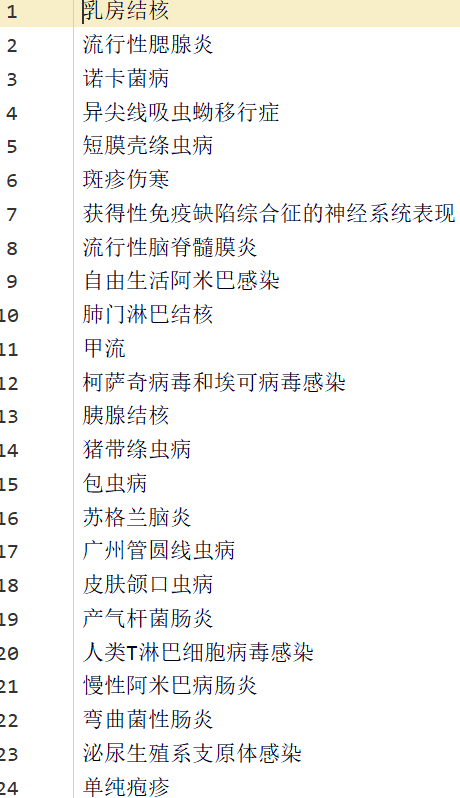 1 乳房结核
2 流行性腮腺炎
3 诺卡菌病
4 异尖线吸虫蚴移行症
5 短膜壳绦虫病
6 斑疹伤寒
7 获得性免疫缺陷综合征的神经系统表现
8 流行性脑脊髓膜炎
9 自由生活阿米巴感染
10 肺门淋巴结核
11 甲流
12 柯萨奇病毒和埃可病毒感染
13 胰腺结核
14 猪带绦虫病
15 包虫病
16 苏格兰脑炎
17 广州管圆线虫病
18 皮肤颌口虫病
19 产气杆菌肠炎
20 人类T淋巴细胞病毒感染
21 慢性阿米巴病肠炎
22 弯曲菌性肠炎
23 泌尿生殖系支原体感染
24 单纯疱疹